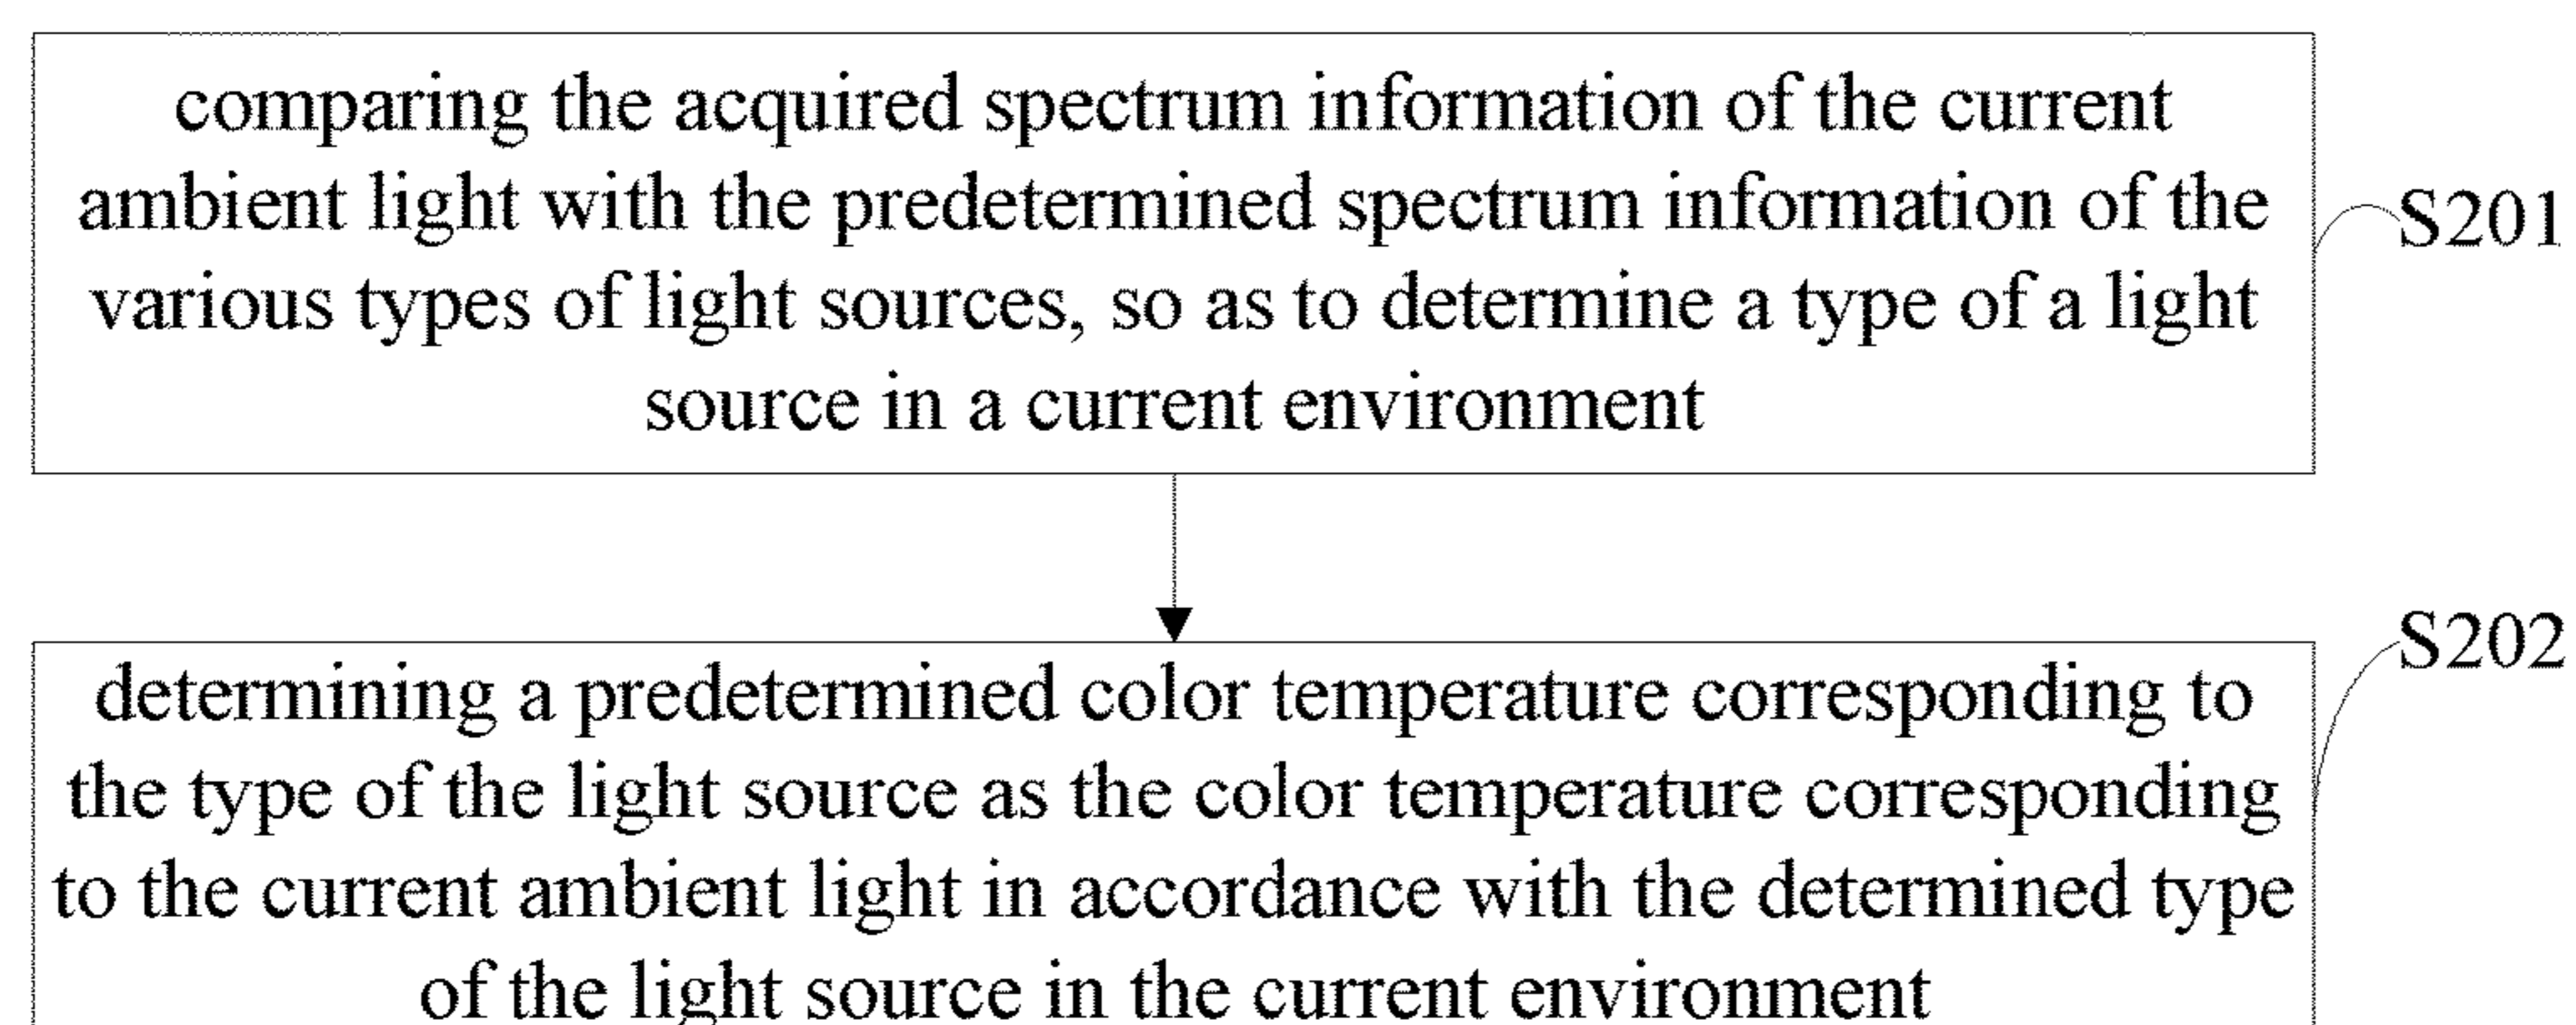 comparing the acquired spectrum information of the current
ambient light with the predetermined spectrum information of the
various types of light sources, so as to determine a type of a light
source in a current environment
S201
S202
determining a predetermined color temperature corresponding to
the type of the light source as the color temperature corresponding
to the current ambient light in accordance with the determined type
of the light source in the current environment